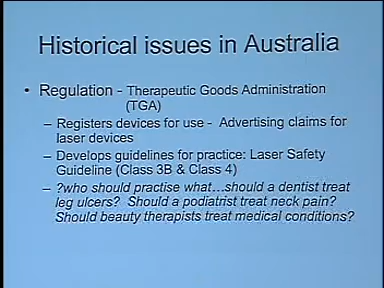 Historical issues in Australia
• Regulation - Therapeutic Goods Administration
(TGA)
– Registers devices for use - Advertising claims for
laser devices
– Develops guidelines for practice: Laser Safety
Guideline (Class 3B & Class 4)
– ?who should practise what…should a dentist treat
leg ulcers? Should a podiatrist treat neck pain?
Should beauty therapists treat medical conditions?